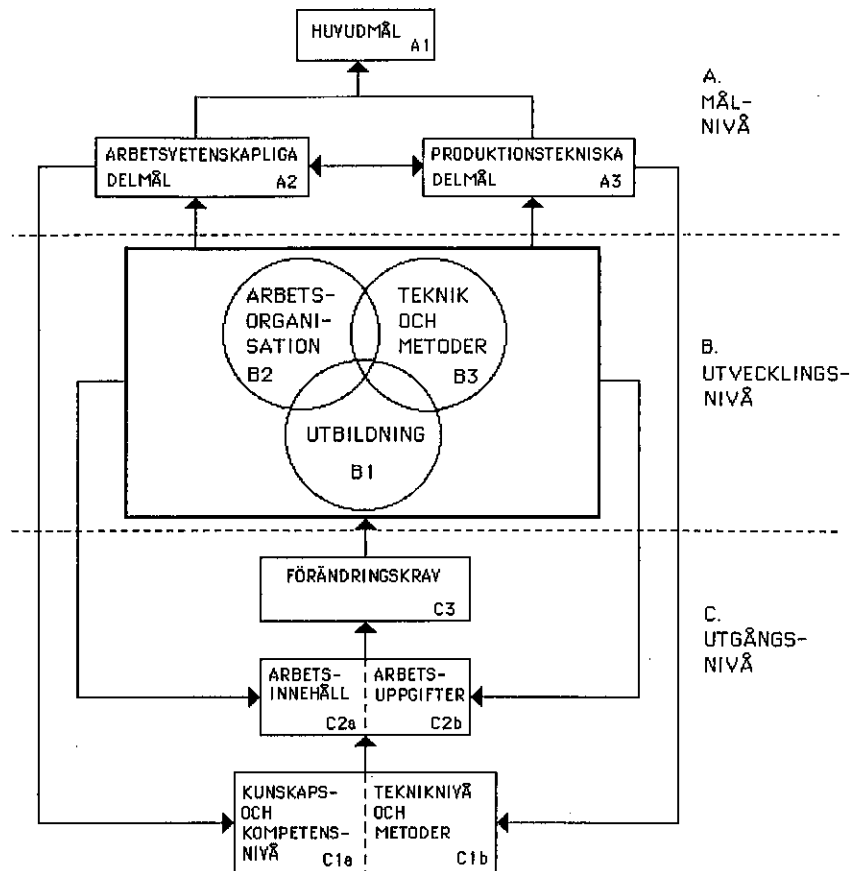 HUVUDMÅL
A1
A.
MÅL-
NIVÅ
ARBETSVETENSKAPLIGA
DELMÅL
A2
PRODUKTIONSTEKNISKA
DELMÅL
A3
ARBETS-
ORGANI-
SATION
B2
TEKNIK
OCH
METODER
B3
UTBILDNING
B1
B.
UTVECKLINGS-
NIVÅ
FÖRÄNDRINGSKRAV
C3
C.
UTGÅNGS-
NIVÅ
ARBETS-
INNEHÅLL
C2a
ARBETS-
UPPGIFTER
C2b
KUNSKAPS-
OCH
KOMPETENS-
NIVÅ
C1a
TEKNIKNIVÅ
OCH
METODER
C1b